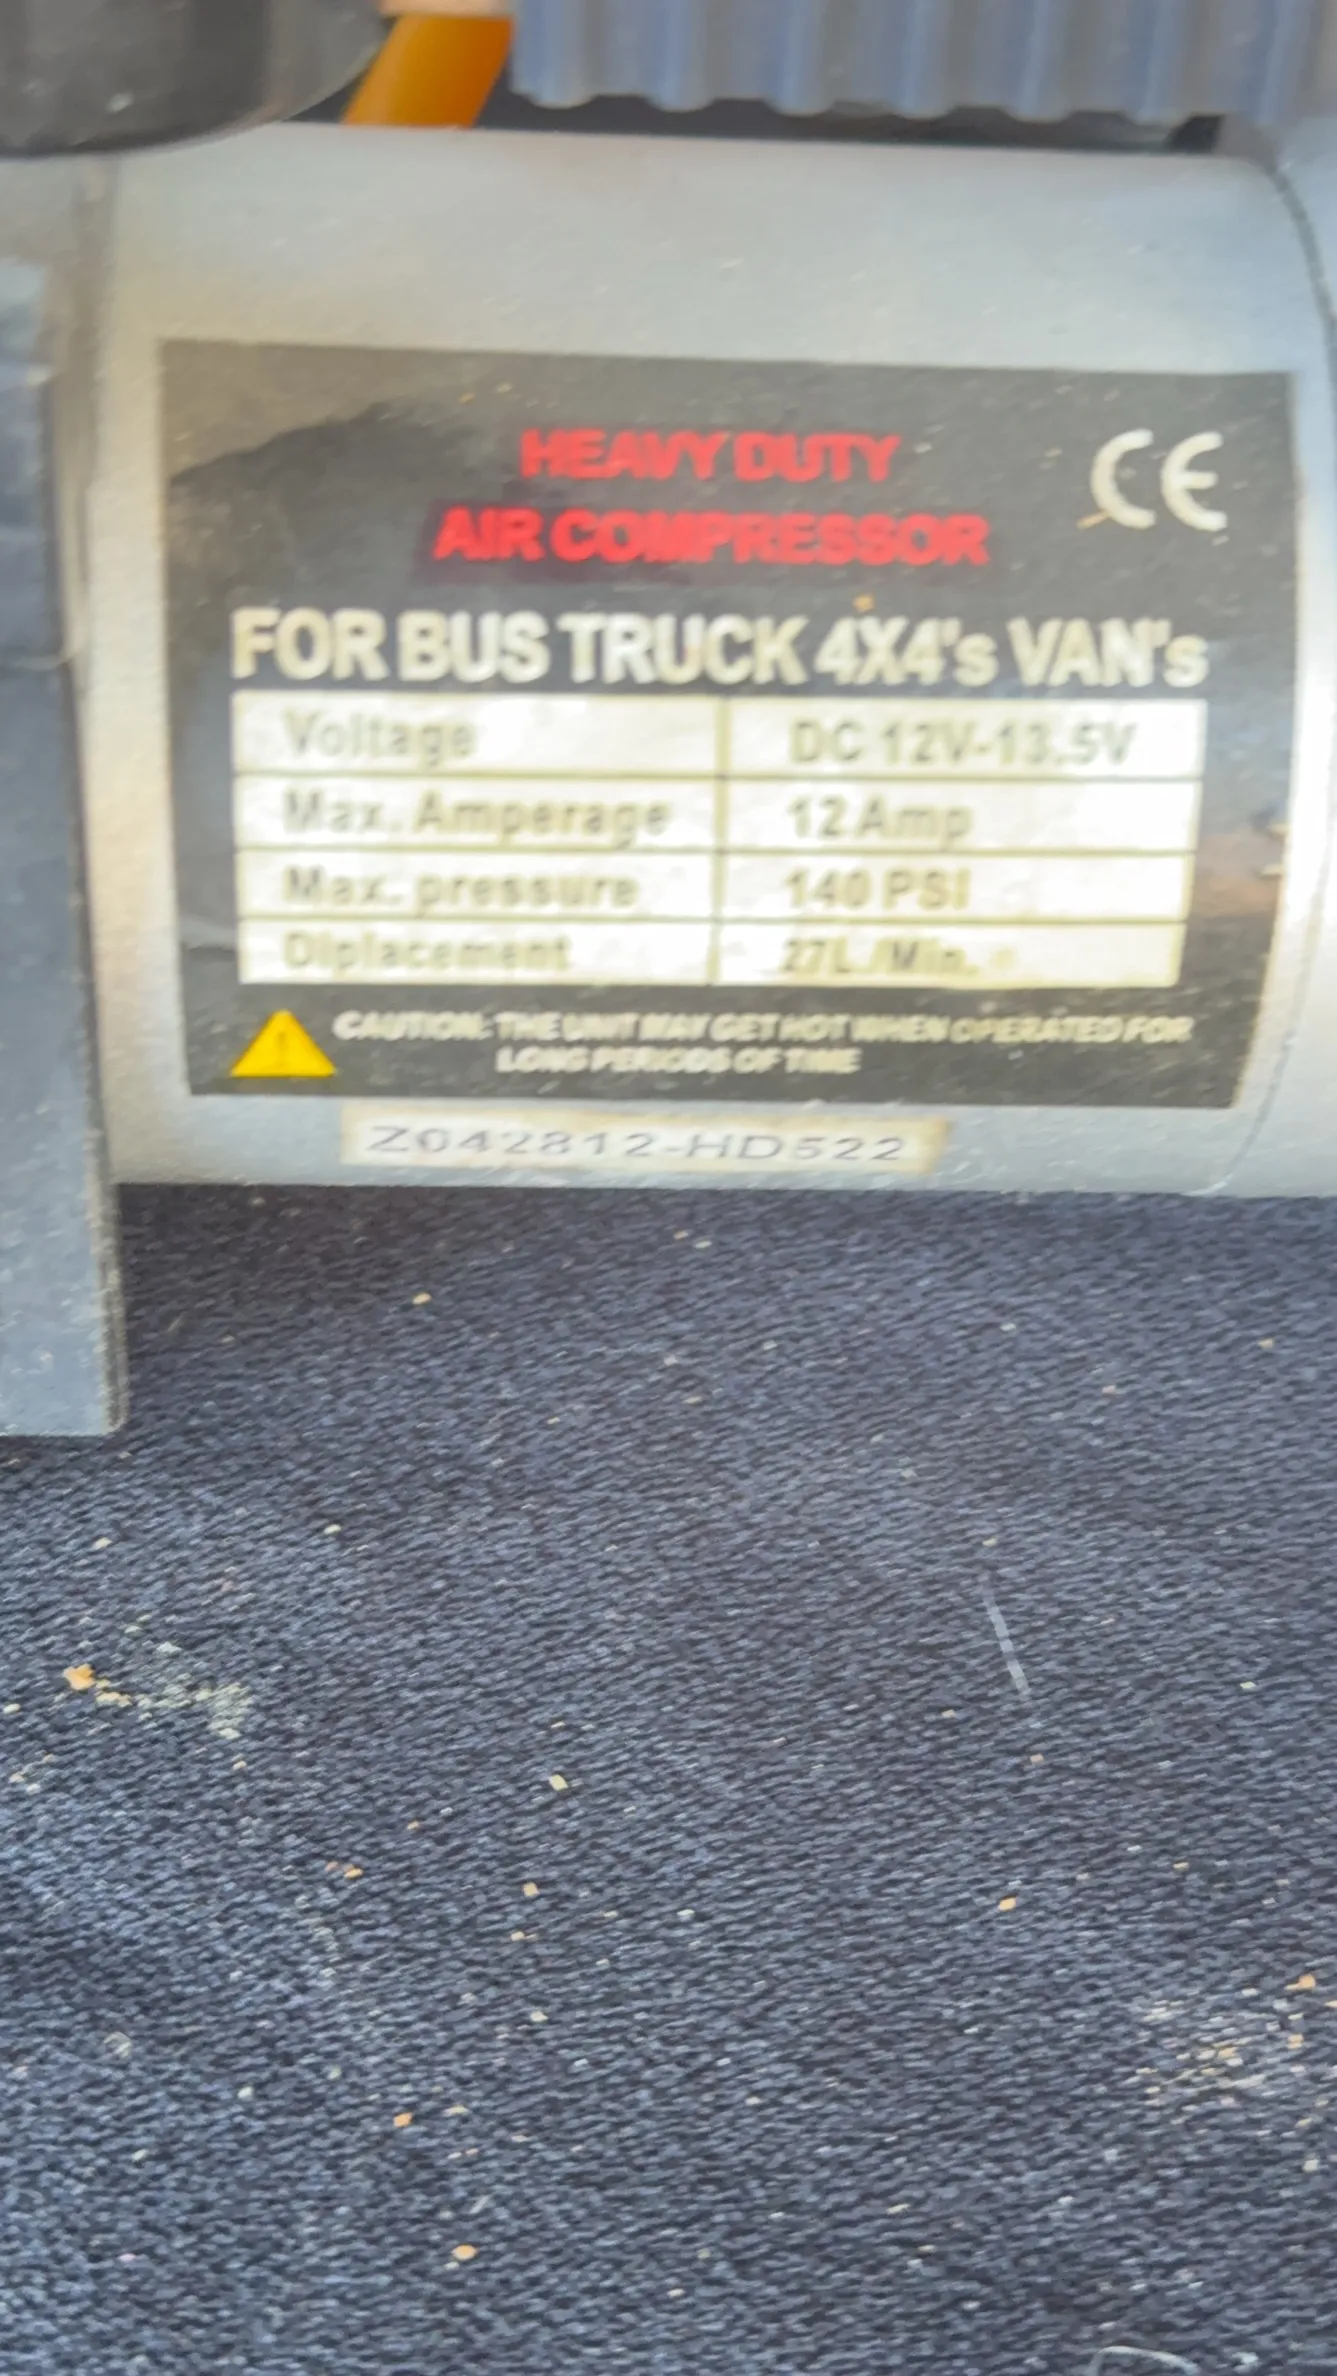 HEAVY DUTY
CE
AIR COMPRESSOR
FOR BUS TRUCK 4X4's VAN's
Voltage DC 12V-13.5V
Max. Amperage 12 Amp
Max. pressure 140 PSI
Diplacement 27L /Min.
CAUTION: THE UNIT MAY GET HOT WHEN OPERATED FOR
LONG PERIODS OF TIME
Z042812-HD522